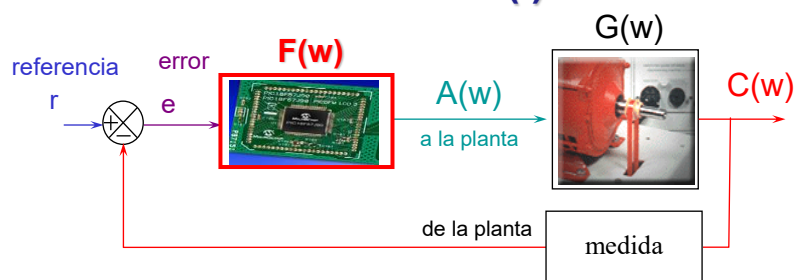 G(w)
F(w)
referencia
error
r
+
−
e
A(w)
C(w)
a la planta
de la planta
medida